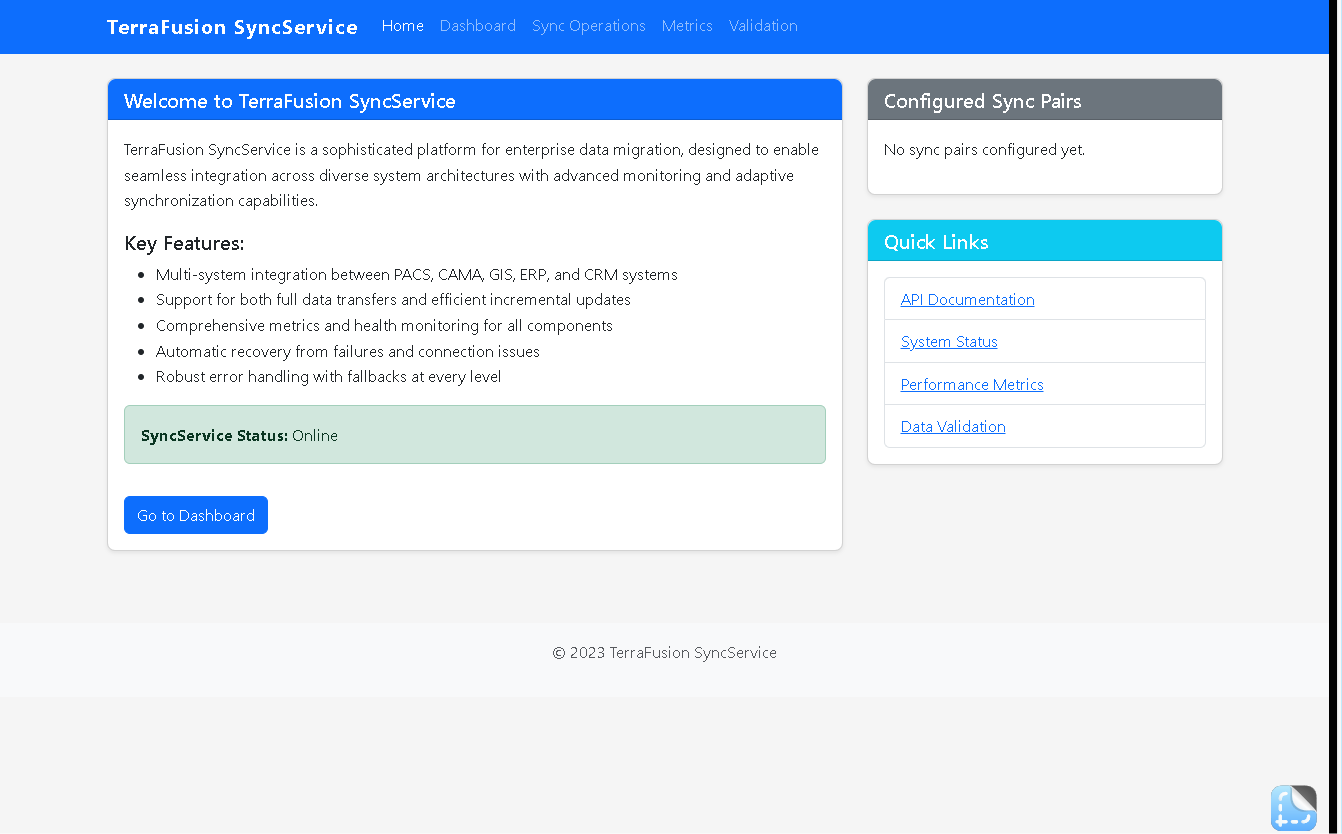 TerraFusion SyncService Home Dashboard Sync Operations Metrics Validation
Welcome to TerraFusion SyncService
TerraFusion SyncService is a sophisticated platform for enterprise data migration, designed to enable
seamless integration across diverse system architectures with advanced monitoring and adaptive
synchronization capabilities.
Key Features:
Multi-system integration between PACS, CAMA, GIS, ERP, and CRM systems
Support for both full data transfers and efficient incremental updates
Comprehensive metrics and health monitoring for all components
Automatic recovery from failures and connection issues
Robust error handling with fallbacks at every level
SyncService Status: Online
Go to Dashboard
Configured Sync Pairs
No sync pairs configured yet.
Quick Links
API Documentation
System Status
Performance Metrics
Data Validation
© 2023 TerraFusion SyncService